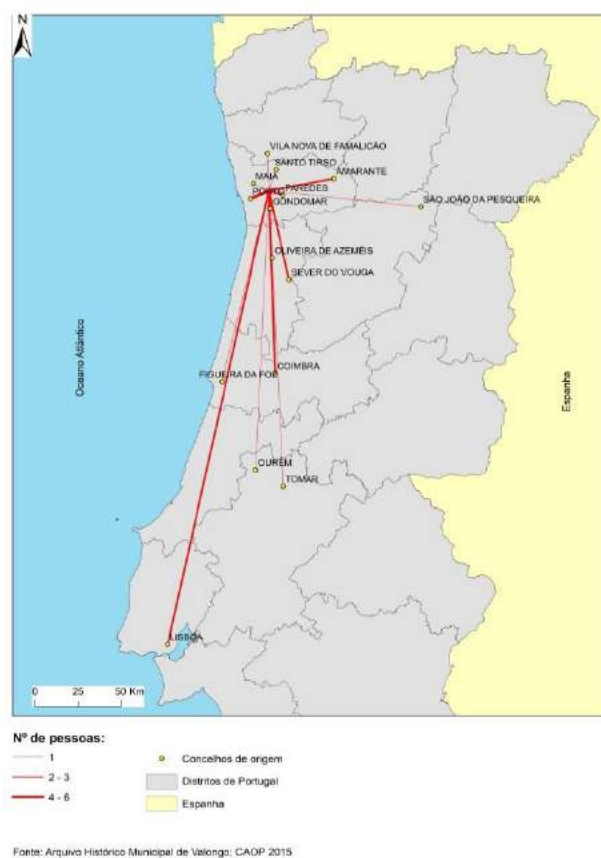 N
VILA NOVA DE FAMALICÃO
SANTO TIRSO
AMARANTE
MAIA
PAREDES
PORTO
GONDOMAR
SÃO JOÃO DA PESQUEIRA
OLIVEIRA DE AZEMÉIS
SEVER DO VOUGA
Oceano Atlântico
Espanha
COIMBRA
FIGUEIRA DA FOZ
OURÉM
TOMAR
LISBOA
0 25 50 Km
Nº de pessoas:
1
2 - 3
4 - 6
Concelhos de origem
Distritos de Portugal
Espanha
Fonte: Arquivo Histórico Municipal de Valongo; CAOP 2015